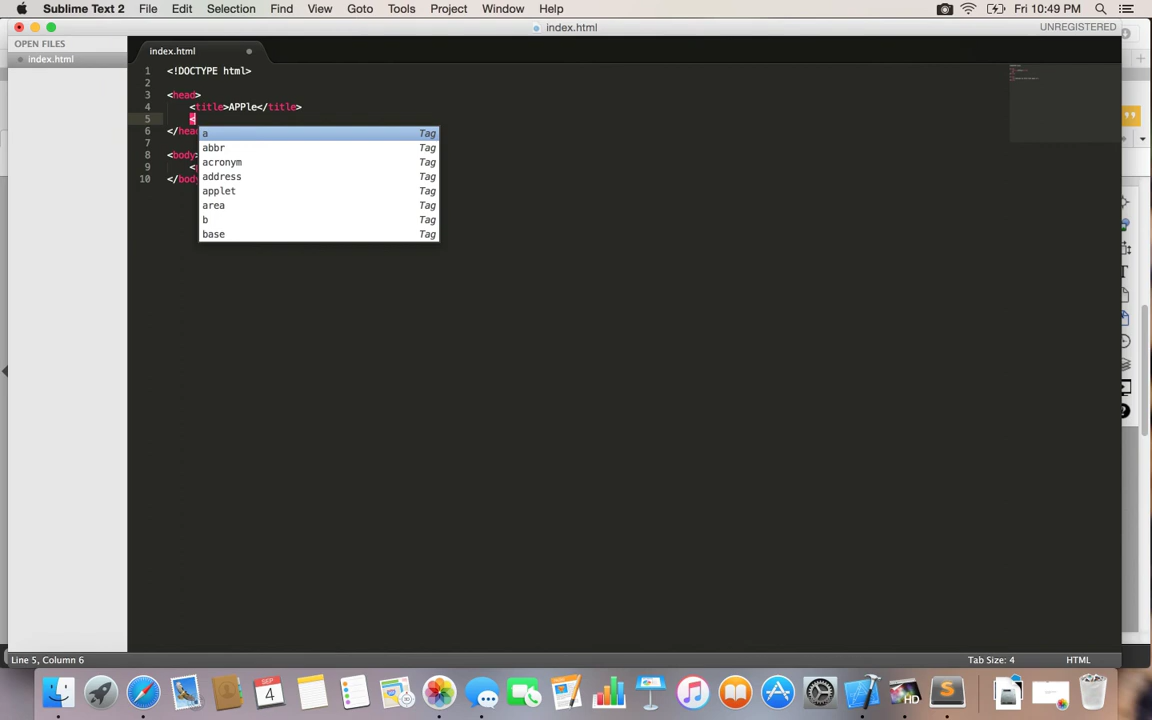 Sublime Text 2 File Edit Selection Find View Goto Tools Project Window Help Fri 10:49 PM
index.html UNREGISTERED
OPEN FILES
index.html
index.html
1 <!DOCTYPE html>
2
3 <head>
4 <title>APPle</title>
5 <
6 </head
7
8 <body>
9 <
10 </body
a Tag
abbr Tag
acronym Tag
address Tag
applet Tag
area Tag
b Tag
base Tag
Line 5, Column 6 Tab Size: 4 HTML
SEP
4
HD